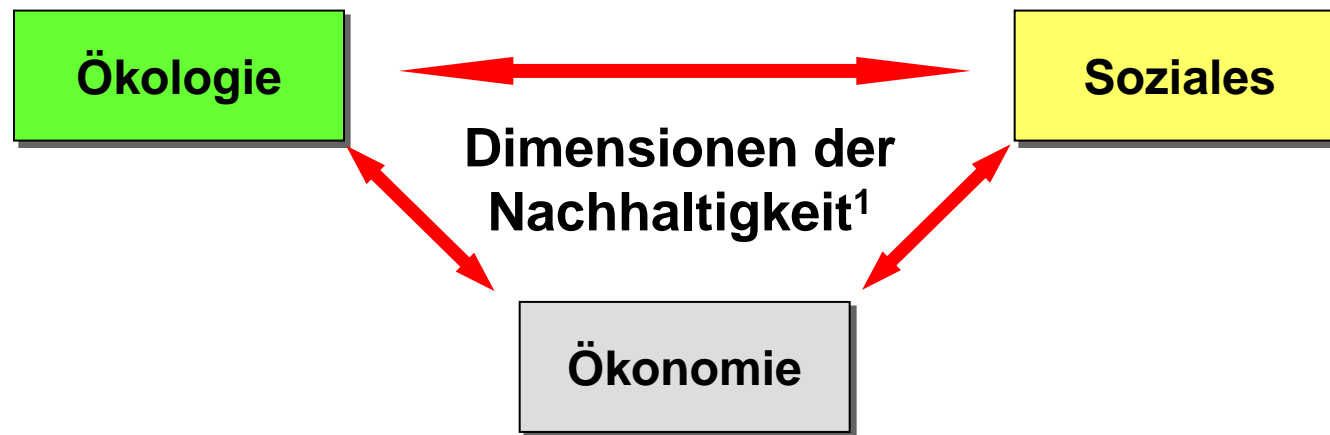 Ökologie
Soziales
Dimensionen der
Nachhaltigkeit¹
Ökonomie